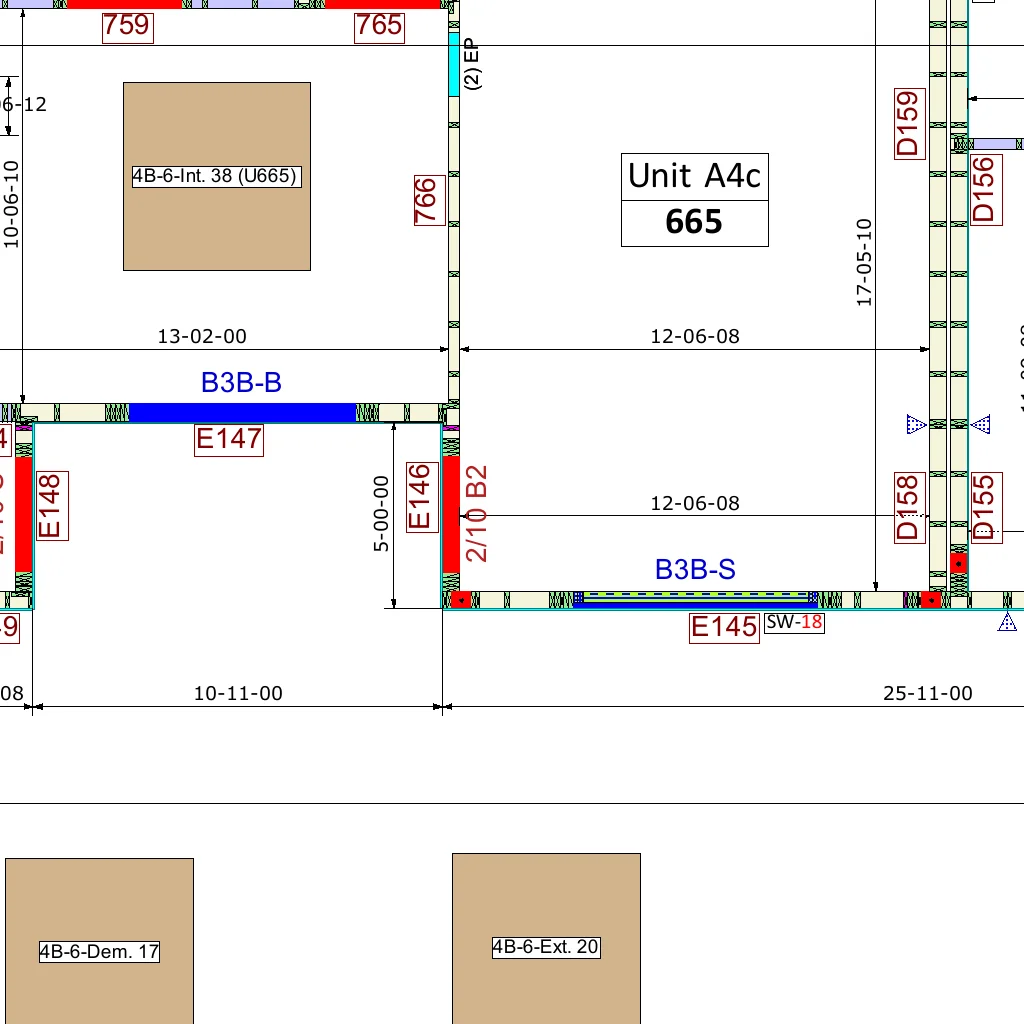 759
765
(2) EP
6-12
D159
4B-6-Int. 38 (U665)
Unit A4c
665
D156
766
10-06-10
17-05-10
13-02-00
12-06-08
B3B-B
E147
E148
5-00-00
E146
2/10 B2
12-06-08
D158
D155
B3B-S
E145
SW-18
08
10-11-00
25-11-00
4B-6-Dem. 17
4B-6-Ext. 20